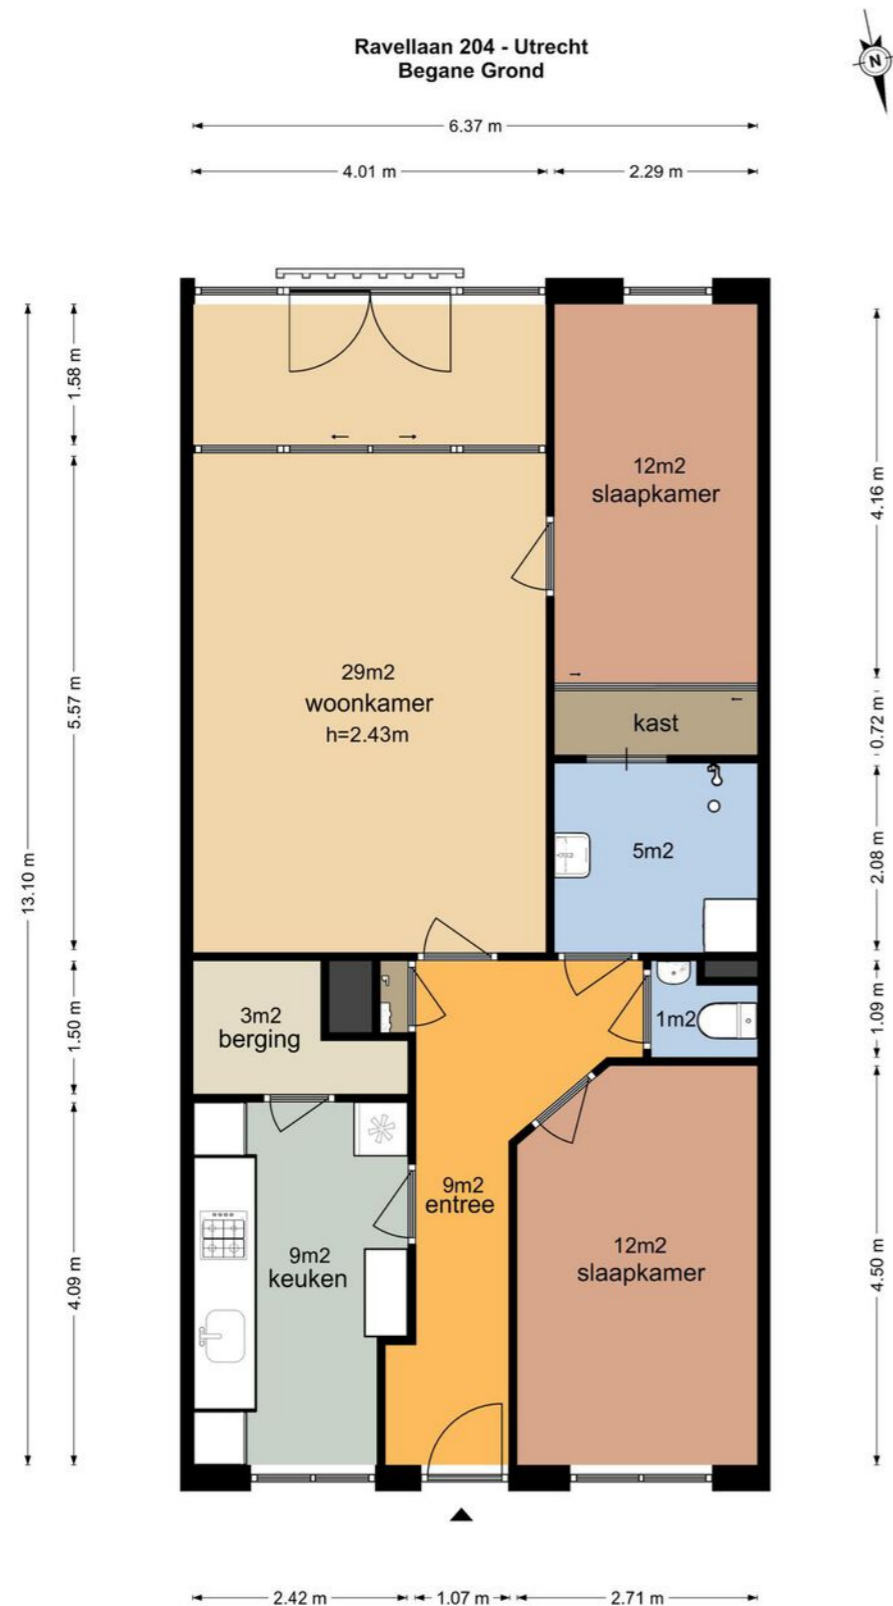 Ravellaan 204 - Utrecht
Begane Grond
N
6.37 m
4.01 m
2.29 m
1.58 m
4.16 m
12m2
slaapkamer
29m2
woonkamer
h=2.43m
5.57 m
kast
0.72 m
5m2
2.08 m
13.10 m
3m2
berging
1.50 m
1m2
1.09 m
9m2
entree
9m2
keuken
12m2
slaapkamer
4.09 m
4.50 m
2.42 m
1.07 m
2.71 m